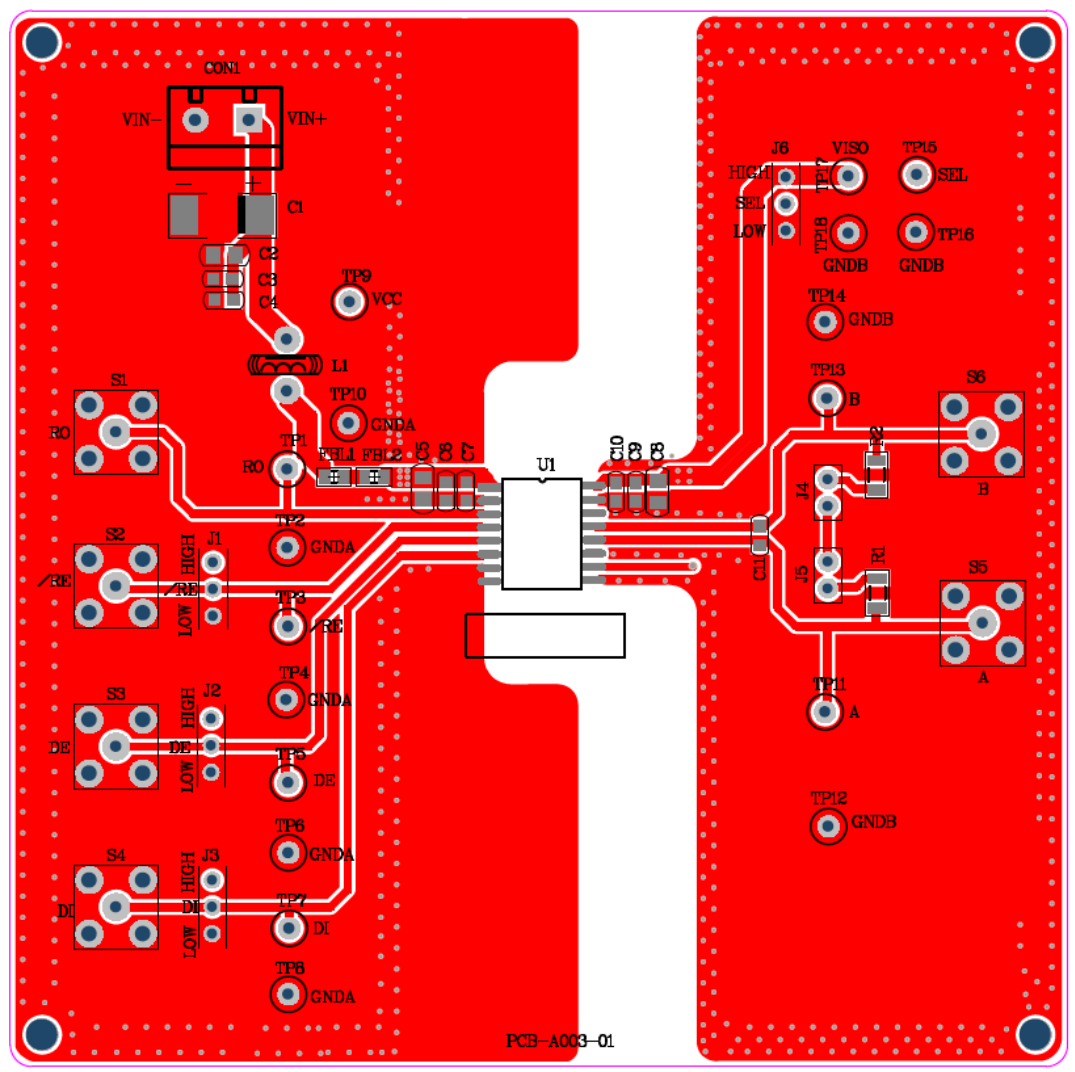 CON1
VIN-
VIN+
- +
C1
C2
C3
C4
TP9
VCC
L1
TP10
GNDA
S1
RO
TP1
RO
FBL1
FBL2
C5
C6
C7
U1
C10
C9
C8
TP2
GNDA
S2
/RE
J1
HIGH
/RE
LOW
TP3
/RE
TP4
GNDA
S3
DE
J2
HIGH
DE
LOW
TP5
DE
TP6
GNDA
S4
DI
J3
HIGH
DI
LOW
TP7
DI
TP8
GNDA
J6
HIGH
SEL
LOW
VISO
TP17
TP15
SEL
TP18
GNDB
TP16
GNDB
TP14
GNDB
TP13
B
S6
B
R2
J4
C11
J5
R1
S5
A
TP11
A
TP12
GNDB
PCB-A003-01